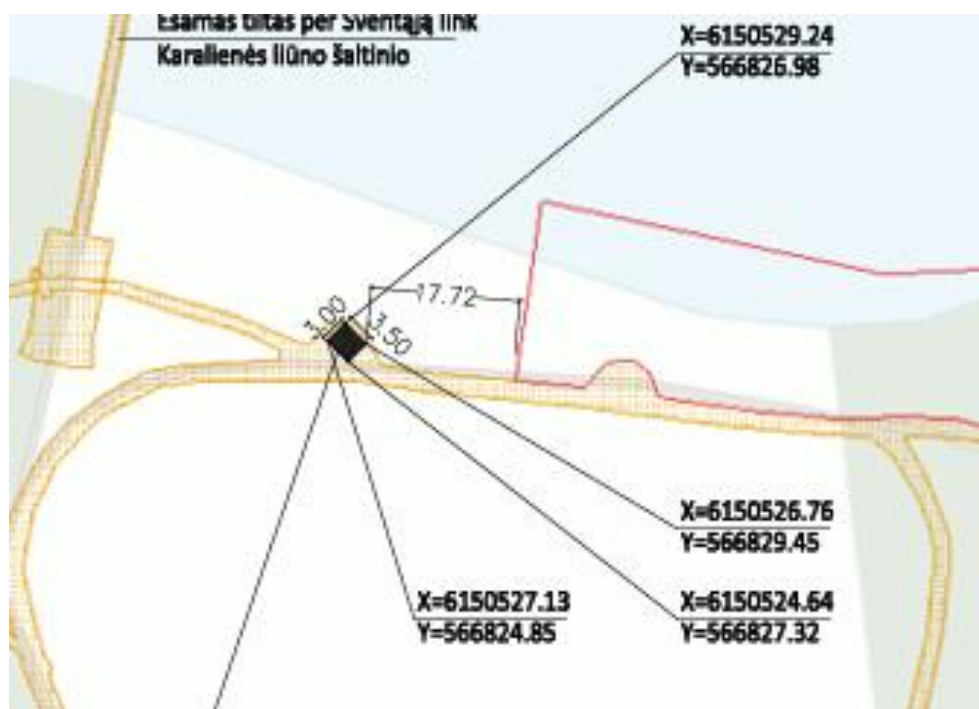 Esamas tiltas per Šventąją link
Karalienės liūno šaltinio
X=6150529.24
Y=566826.98
17.72
3.00
3.50
X=6150526.76
Y=566829.45
X=6150527.13
Y=566824.85
X=6150524.64
Y=566827.32